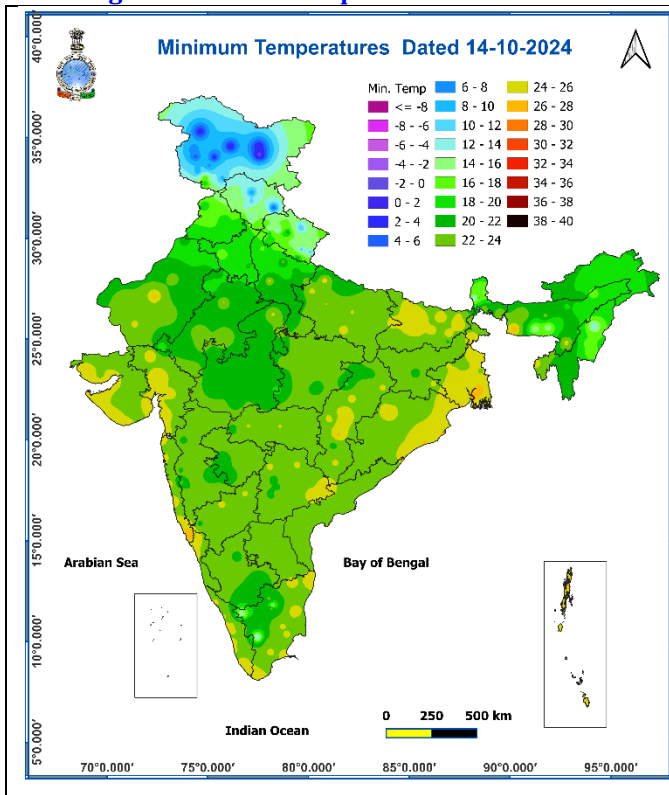 Minimum Temperatures Dated 14-10-2024
Min. Temp
<= -8
-8 - -6
-6 - -4
-4 - -2
-2 - 0
0 - 2
2 - 4
4 - 6
6 - 8
8 - 10
10 - 12
12 - 14
14 - 16
16 - 18
18 - 20
20 - 22
22 - 24
24 - 26
26 - 28
28 - 30
30 - 32
32 - 34
34 - 36
36 - 38
38 - 40
40°0.000'
35°0.000'
30°0.000'
25°0.000'
20°0.000'
15°0.000'
10°0.000'
5°0.000'
Arabian Sea
Bay of Bengal
Indian Ocean
0 250 500 km
70°0.000' 75°0.000' 80°0.000' 85°0.000' 90°0.000' 95°0.000'